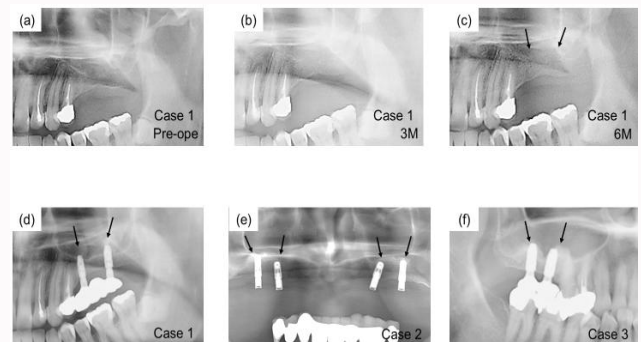 (a)
Case 1
Pre-ope
(b)
Case 1
3M
(c)
Case 1
6M
(d)
Case 1
(e)
Case 2
(f)
Case 3